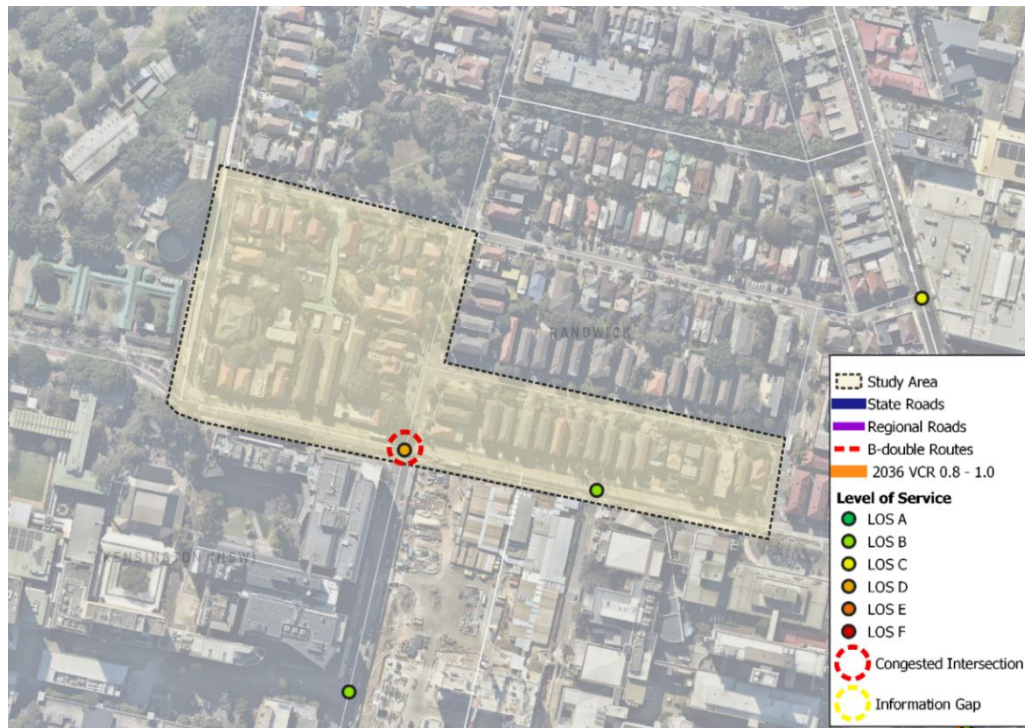 RANDWICK
KENSINGTON (NSW)
Study Area
State Roads
Regional Roads
B-double Routes
2036 VCR 0.8 - 1.0
Level of Service
LOS A
LOS B
LOS C
LOS D
LOS E
LOS F
Congested Intersection
Information Gap